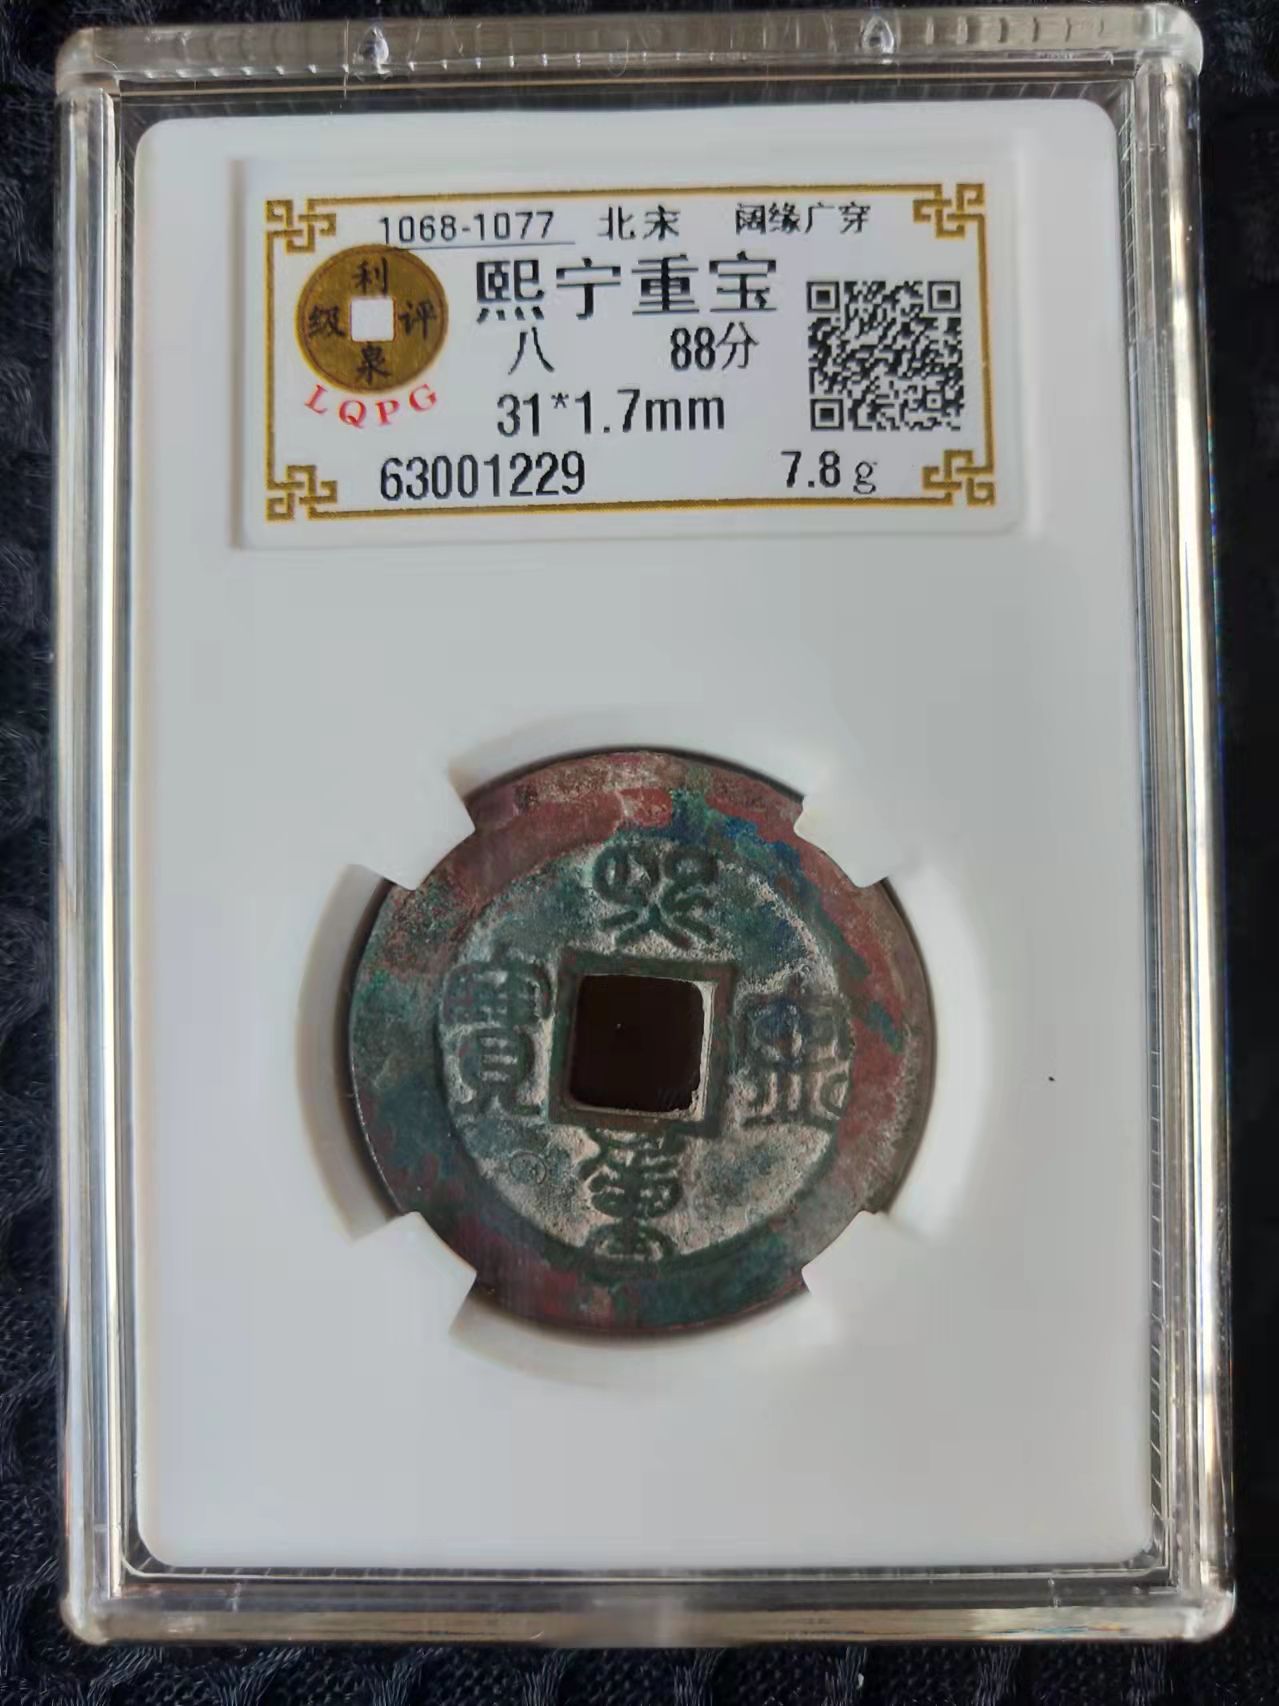 1068-1077 北宋 阔缘广穿
熙宁重宝
利泉评级
八 88分
LQPG
31*1.7mm
63001229 7.8g
熙寧重寶